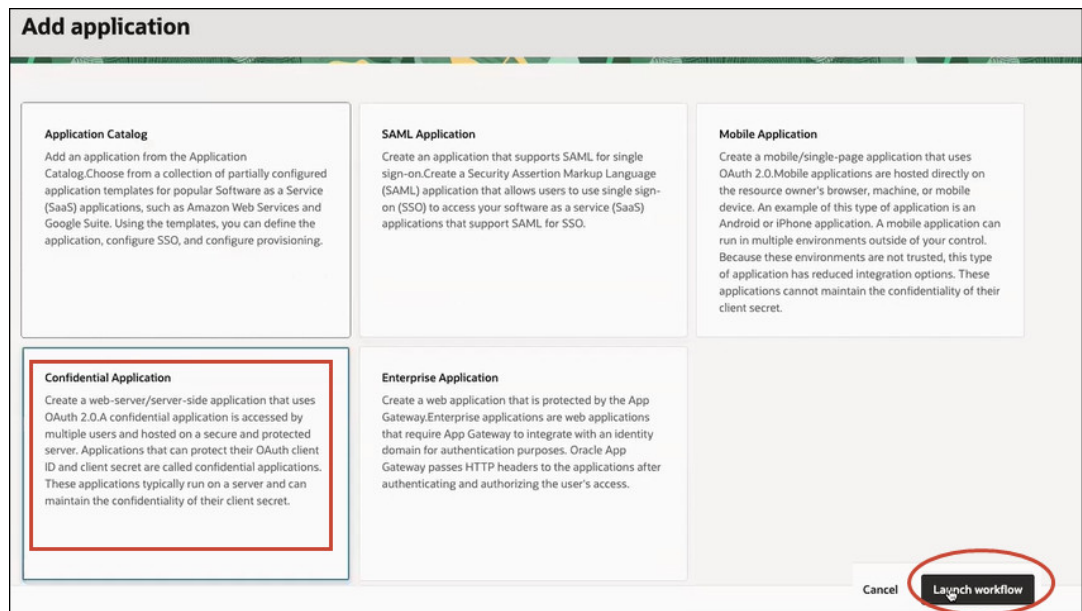 Add application
Application Catalog
Add an application from the Application
Catalog.Choose from a collection of partially configured
application templates for popular Software as a Service
(SaaS) applications, such as Amazon Web Services and
Google Suite. Using the templates, you can define the
application, configure SSO, and configure provisioning.
SAML Application
Create an application that supports SAML for single
sign-on.Create a Security Assertion Markup Language
(SAML) application that allows users to use single sign-
on (SSO) to access your software as a service (SaaS)
applications that support SAML for SSO.
Mobile Application
Create a mobile/single-page application that uses
OAuth 2.0.Mobile applications are hosted directly on
the resource owner's browser, machine, or mobile
device. An example of this type of application is an
Android or iPhone application. A mobile application can
run in multiple environments outside of your control.
Because these environments are not trusted, this type
of application has reduced integration options. These
applications cannot maintain the confidentiality of their
client secret.
Confidential Application
Create a web-server/server-side application that uses
OAuth 2.0.A confidential application is accessed by
multiple users and hosted on a secure and protected
server. Applications that can protect their OAuth client
ID and client secret are called confidential applications.
These applications typically run on a server and can
maintain the confidentiality of their client secret.
Enterprise Application
Create a web application that is protected by the App
Gateway.Enterprise applications are web applications
that require App Gateway to integrate with an identity
domain for authentication purposes. Oracle App
Gateway passes HTTP headers to the applications after
authenticating and authorizing the user's access.
Cancel
Launch workflow